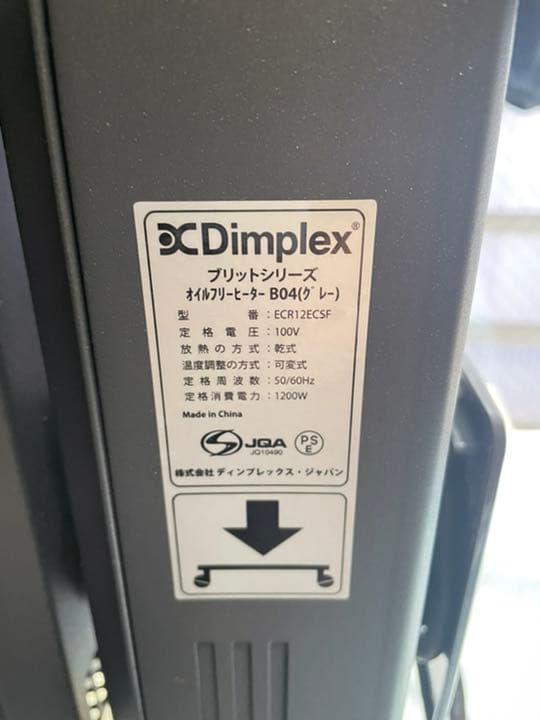 Dimplex®
ブリットシリーズ
オイルフリーヒーター B04(グレー)
型番：ECR12ECSF
定格電圧：100V
放熱の方式：乾式
温度調整の方式：可変式
定格周波数：50/60Hz
定格消費電力：1200W
Made in China
S JQA
JQ10490
PS
E
株式会社 ディンプレックス・ジャパン